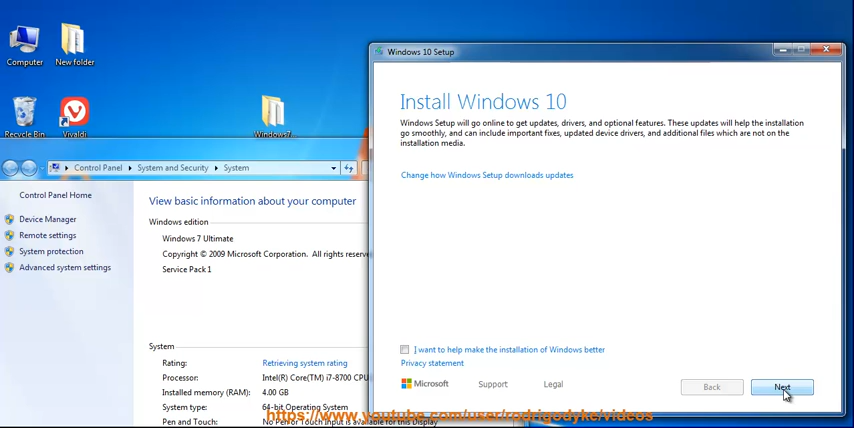 Computer
New folder
Recycle Bin
Vivaldi
Windows7...
Control Panel
System and Security
System
Control Panel Home
Device Manager
Remote settings
System protection
Advanced system settings
View basic information about your computer
Windows edition
Windows 7 Ultimate
Copyright © 2009 Microsoft Corporation. All rights reserve
Service Pack 1
System
Rating: Retrieving system rating
Processor: Intel(R) Core(TM) i7-8700 CPU
Installed memory (RAM): 4.00 GB
System type: 64-bit Operating System
Pen and Touch: No Pen or Touch Input is available for this Display
Windows 10 Setup
Install Windows 10
Windows Setup will go online to get updates, drivers, and optional features. These updates will help the installation
go smoothly, and can include important fixes, updated device drivers, and additional files which are not on the
installation media.
Change how Windows Setup downloads updates
I want to help make the installation of Windows better
Privacy statement
Microsoft
Support
Legal
Back
Next
https://www.youtube.com/user/rodrigodyke/videos